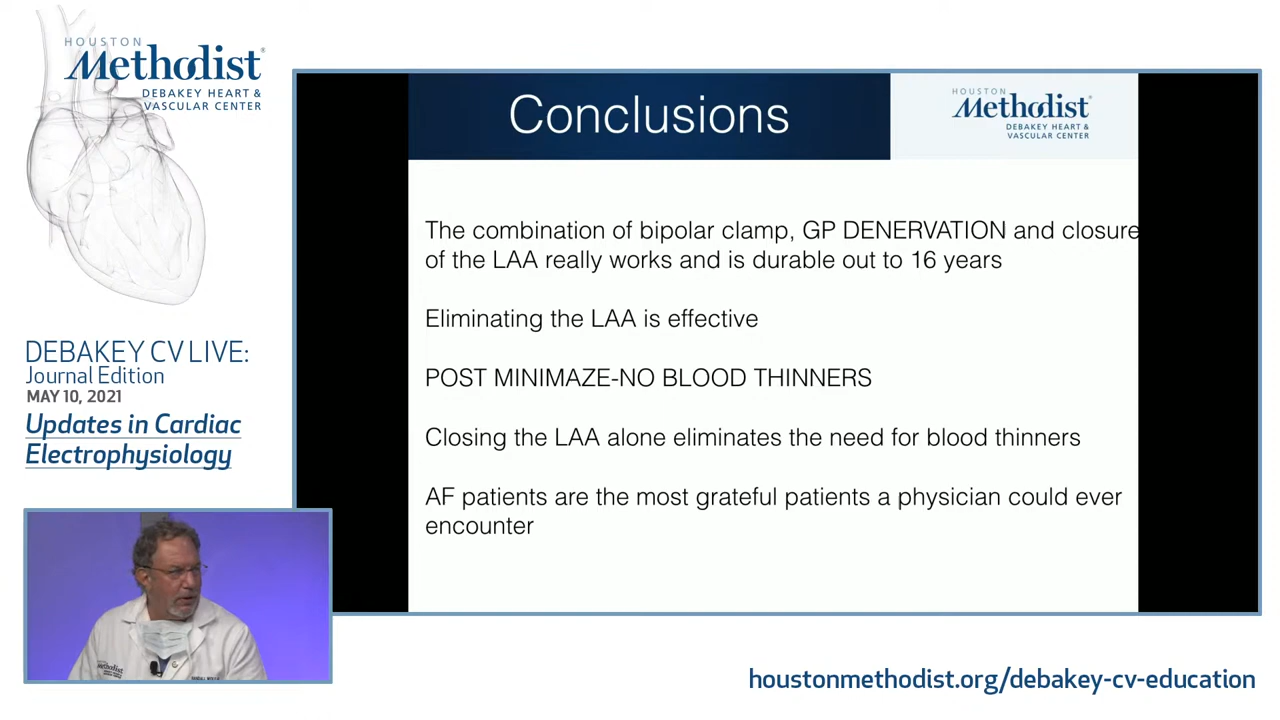 HOUSTON
Methodist®
DEBAKEY HEART &
VASCULAR CENTER
Conclusions
HOUSTON
Methodist®
DEBAKEY HEART &
VASCULAR CENTER
The combination of bipolar clamp, GP DENERVATION and closure
of the LAA really works and is durable out to 16 years
Eliminating the LAA is effective
POST MINIMAZE-NO BLOOD THINNERS
Closing the LAA alone eliminates the need for blood thinners
AF patients are the most grateful patients a physician could ever
encounter
DEBAKEY CV LIVE:
Journal Edition
MAY 10, 2021
Updates in Cardiac
Electrophysiology
Methodist
houstonmethodist.org/debakey-cv-education